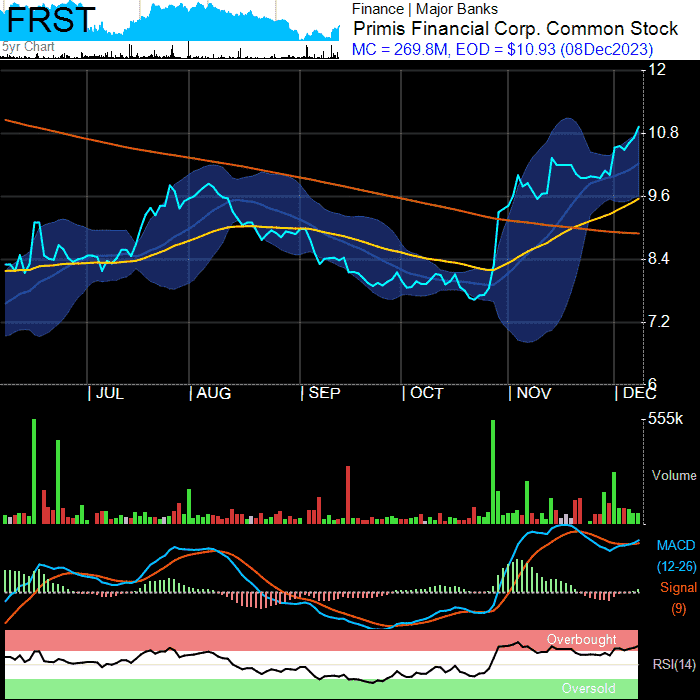 FRST
5yr Chart
Finance | Major Banks
Primis Financial Corp. Common Stock
MC = 269.8M, EOD = $10.93 (08Dec2023)
12
10.8
9.6
8.4
7.2
6
| JUL | AUG | SEP | OCT | NOV | DEC
555k
Volume
MACD
(12-26)
Signal
(9)
Overbought
RSI(14)
Oversold